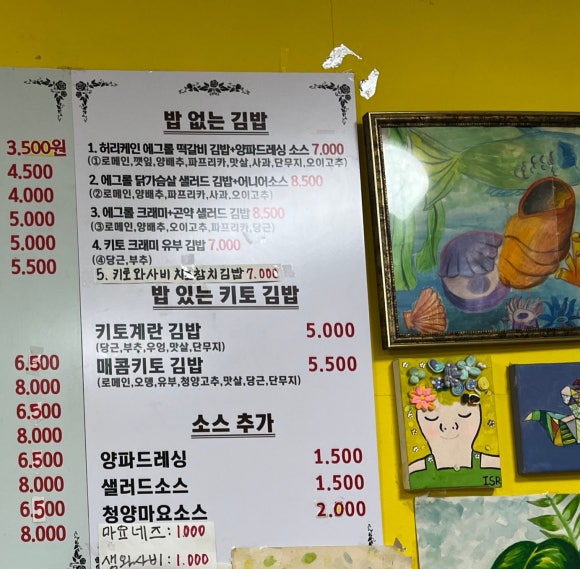 3,500원
4.500
4.000
5.000
5.000
5.500
6.500
8.000
6.500
8.000
6.500
8.000
6.500
8.000
밥 없는 김밥
1. 허리케인 에그롤 떡갈비 김밥+양파드레싱 7.000
(①로메인,깻잎,양배추,파프리카,맛살,사과,단무지,오이고추)
2. 에그롤 닭가슴살 샐러드 김밥+어니어소스 8.500
(②로메인,양배추,파프리카,사과,오이고추)
3. 에그롤 크래미+곤약 샐러드 김밥 8.500
(③로메인,양배추,오이고추,파프리카,당근)
4. 키토 크래미 유부 김밥 7.000
(④당근,부추)
5. 키토와사비 치즈참치김밥 7.000
밥 있는 키토 김밥
키토계란 김밥 5.000
(당근,부추,우엉,맛살,단무지)
매콤키토 김밥 5.500
(로메인,오뎅,유부,청양고추,맛살,당근,단무지)
소스 추가
양파드레싱 1.500
샐러드소스 1.500
청양마요소스 2.000
마요네즈: 1.000
생와사비: 1.000
ISR